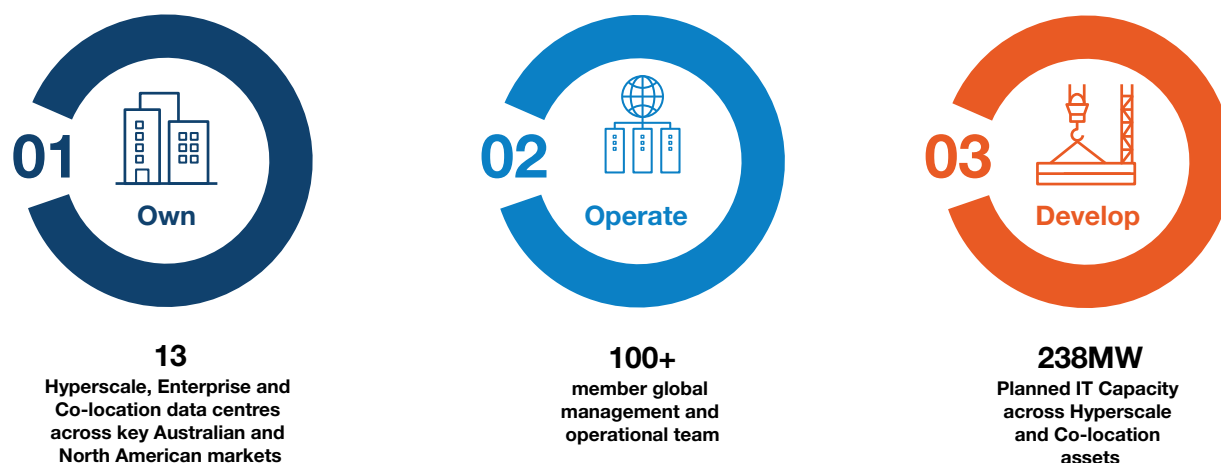 01
Own
13
Hyperscale, Enterprise and
Co-location data centres
across key Australian and
North American markets
02
Operate
100+
member global
management and
operational team
03
Develop
238MW
Planned IT Capacity
across Hyperscale
and Co-location
assets